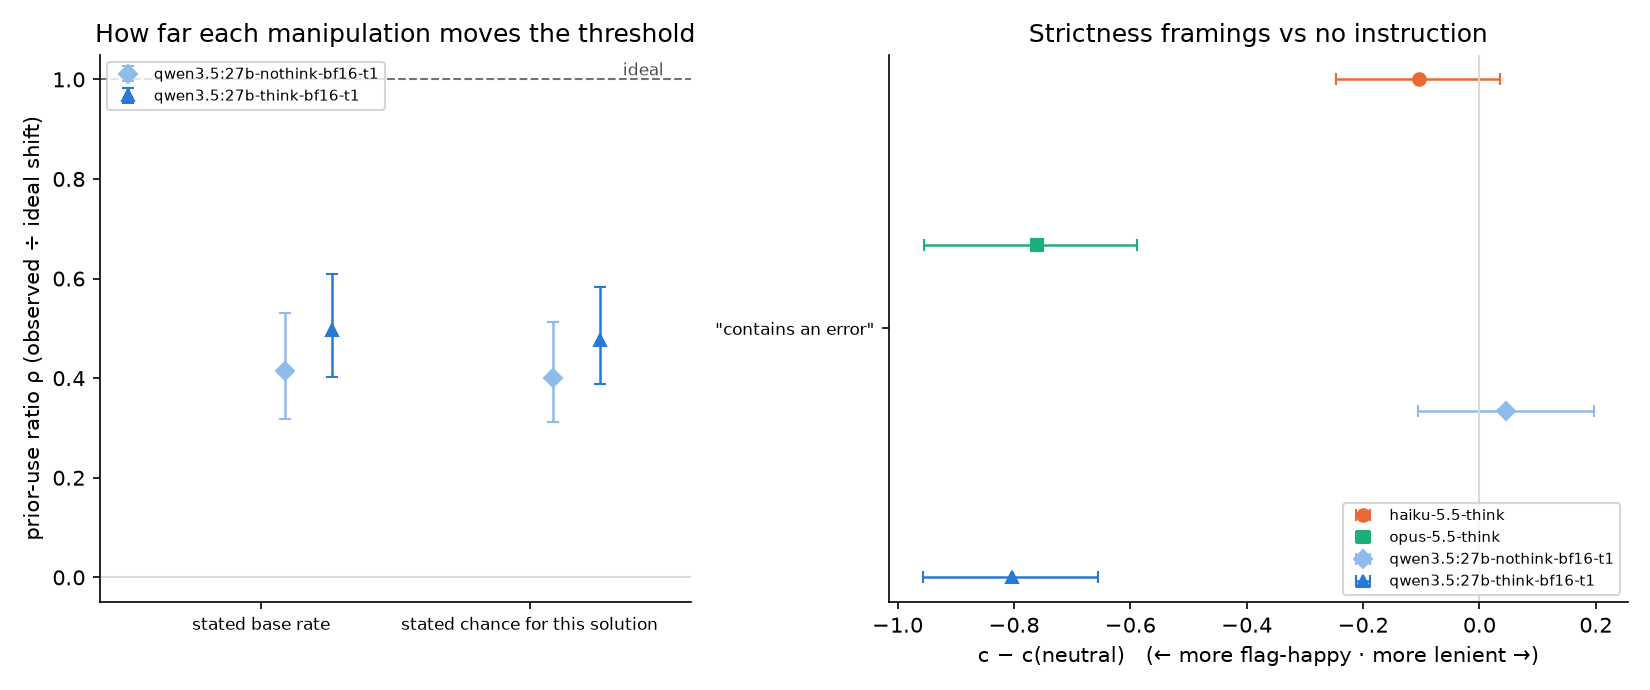 How far each manipulation moves the threshold
qwen3.5:27b-nothink-bf16-t1
qwen3.5:27b-think-bf16-t1
ideal
prior-use ratio ρ (observed ÷ ideal shift)
1.0
0.8
0.6
0.4
0.2
0.0
stated base rate
stated chance for this solution
Strictness framings vs no instruction
"contains an error"
haiku-5.5-think
opus-5.5-think
qwen3.5:27b-nothink-bf16-t1
qwen3.5:27b-think-bf16-t1
−1.0 −0.8 −0.6 −0.4 −0.2 0.0 0.2
c − c(neutral) (← more flag-happy · more lenient →)